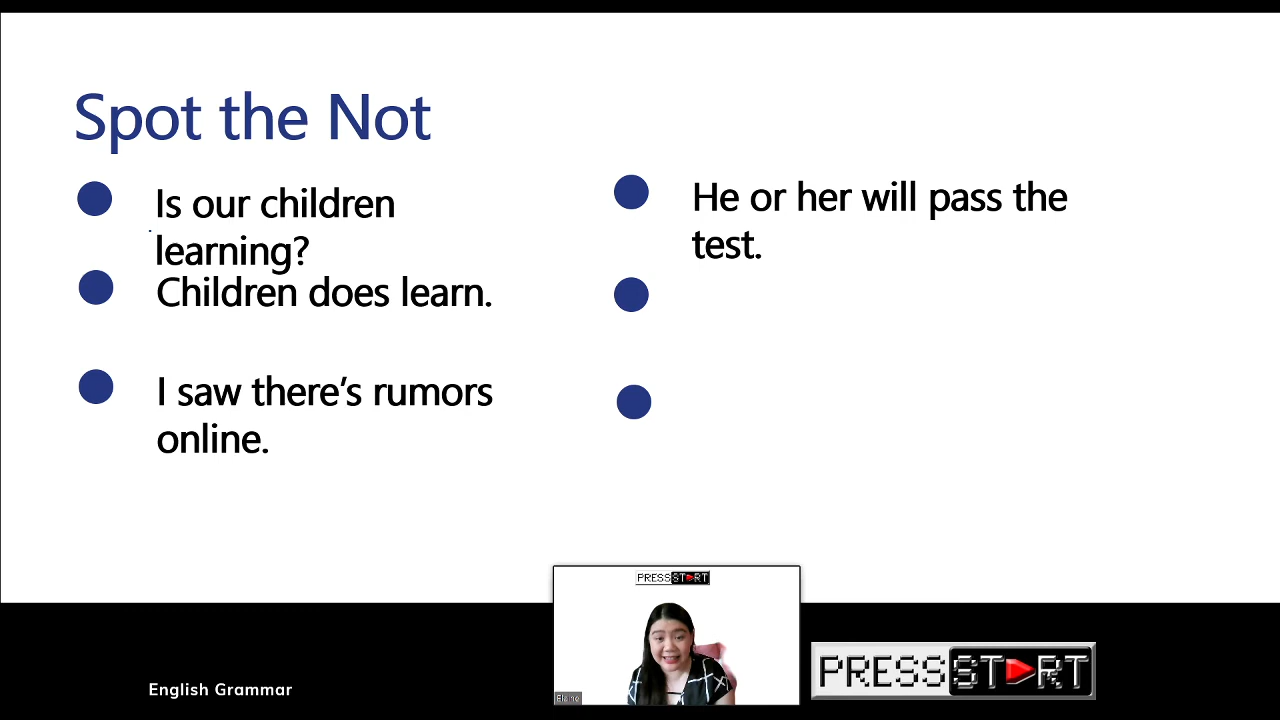 Spot the Not
Is our children
learning?
Children does learn.
I saw there's rumors
online.
He or her will pass the
test.
PRESS START
Elaine
English Grammar
PRESS START